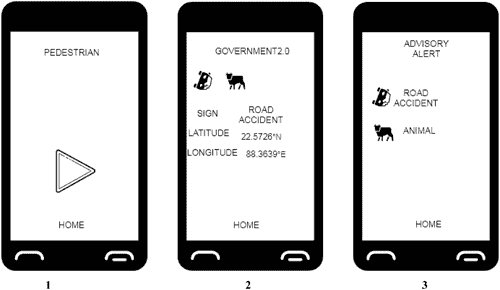 PEDESTRIAN
HOME
GOVERNMENT2.0
SIGN ROAD
ACCIDENT
LATITUDE 22.5726°N
LONGITUDE 88.3639°E
HOME
ADVISORY
ALERT
ROAD
ACCIDENT
ANIMAL
HOME
1 2 3